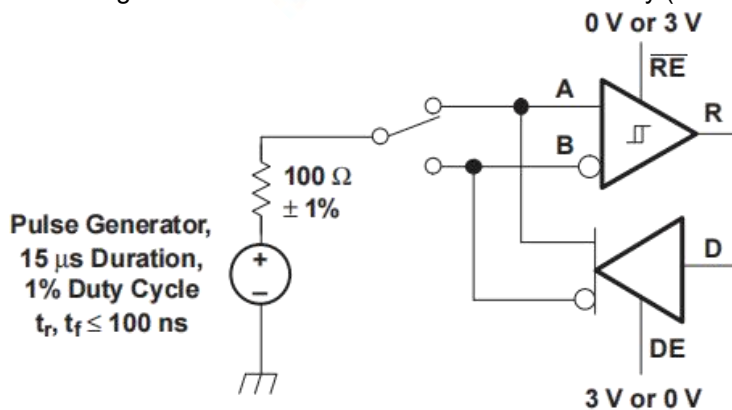 0 V or 3 V
RE
A
R
B
100 Ω
± 1%
Pulse Generator,
15 μs Duration,
1% Duty Cycle
tr, tf ≤ 100 ns
+
–
D
DE
3 V or 0 V